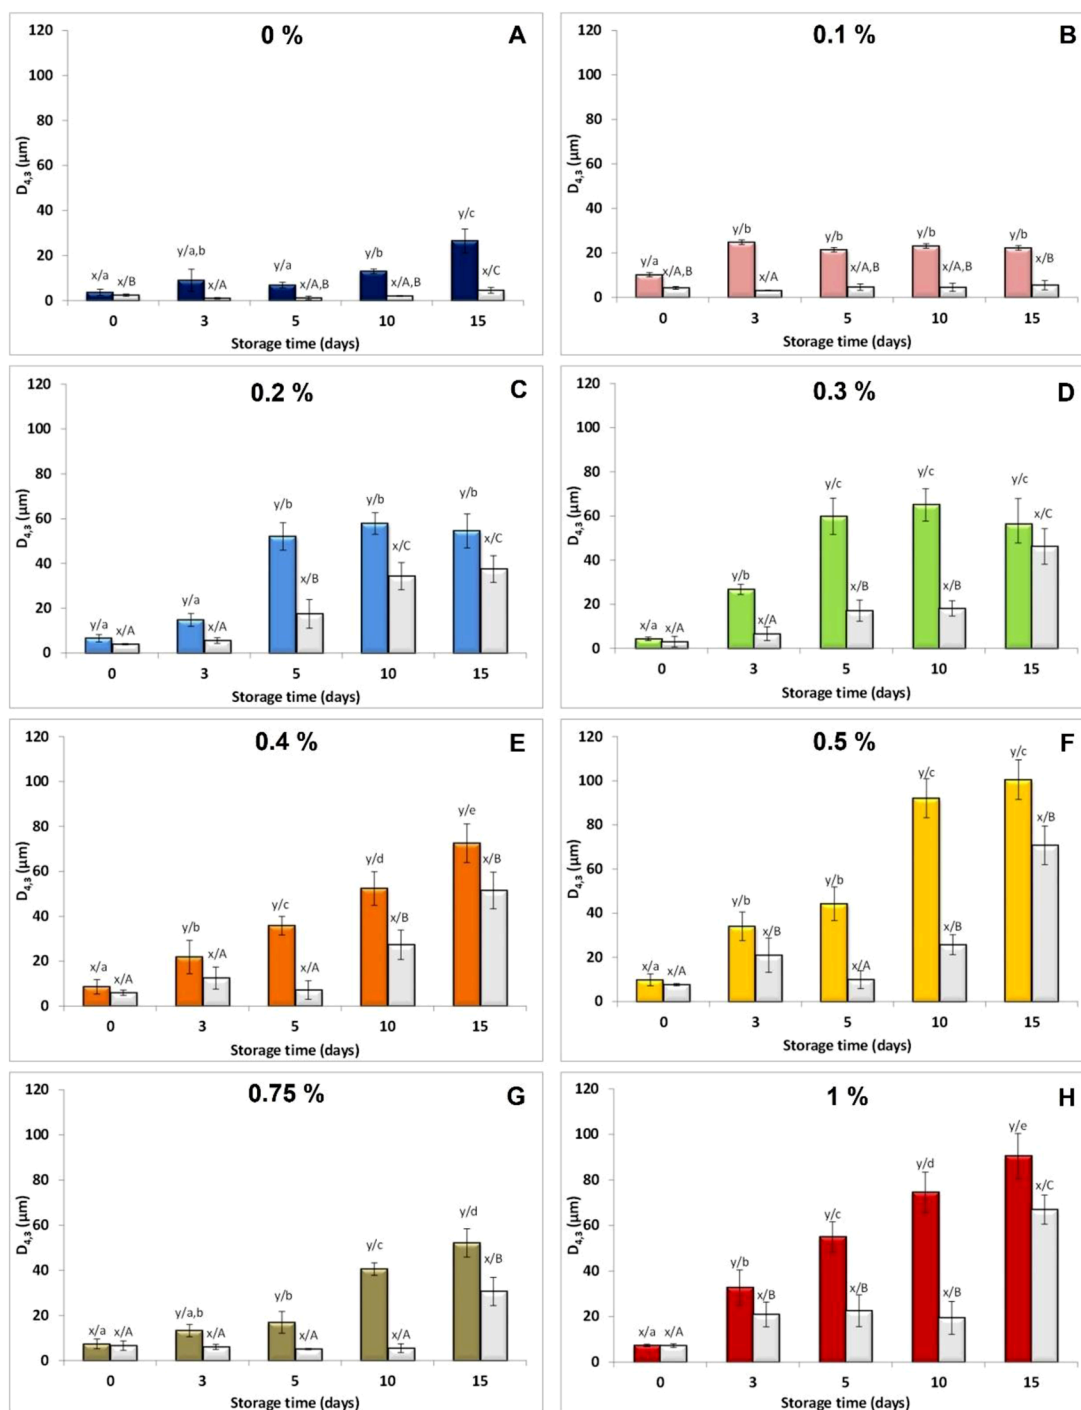 0 %
A
120
100
80
60
40
20
0
D4,3 (μm)
x/a x/B y/a,b x/A y/a x/A,B y/b x/A,B y/c x/C
0 3 5 10 15
Storage time (days)
0.1 %
B
120
100
80
60
40
20
0
D4,3 (μm)
y/a x/A,B y/b x/A y/b x/A,B y/b x/A,B y/b x/B
0 3 5 10 15
Storage time (days)
0.2 %
C
120
100
80
60
40
20
0
D4,3 (μm)
y/a x/A y/a x/A y/b x/B y/b x/C y/b x/C
0 3 5 10 15
Storage time (days)
0.3 %
D
120
100
80
60
40
20
0
D4,3 (μm)
x/a x/A y/b x/A y/c x/B y/c x/B y/c x/C
0 3 5 10 15
Storage time (days)
0.4 %
E
120
100
80
60
40
20
0
D4,3 (μm)
x/a x/A y/b x/A y/c x/A y/d x/B y/e x/B
0 3 5 10 15
Storage time (days)
0.5 %
F
120
100
80
60
40
20
0
D4,3 (μm)
x/a x/A y/b x/B y/b x/A y/c x/B y/c x/B
0 3 5 10 15
Storage time (days)
0.75 %
G
120
100
80
60
40
20
0
D4,3 (μm)
x/a x/A y/a,b x/A y/b x/A y/c x/A y/d x/B
0 3 5 10 15
Storage time (days)
1 %
H
120
100
80
60
40
20
0
D4,3 (μm)
x/a x/A y/b x/B y/c x/B y/d x/B y/e x/C
0 3 5 10 15
Storage time (days)